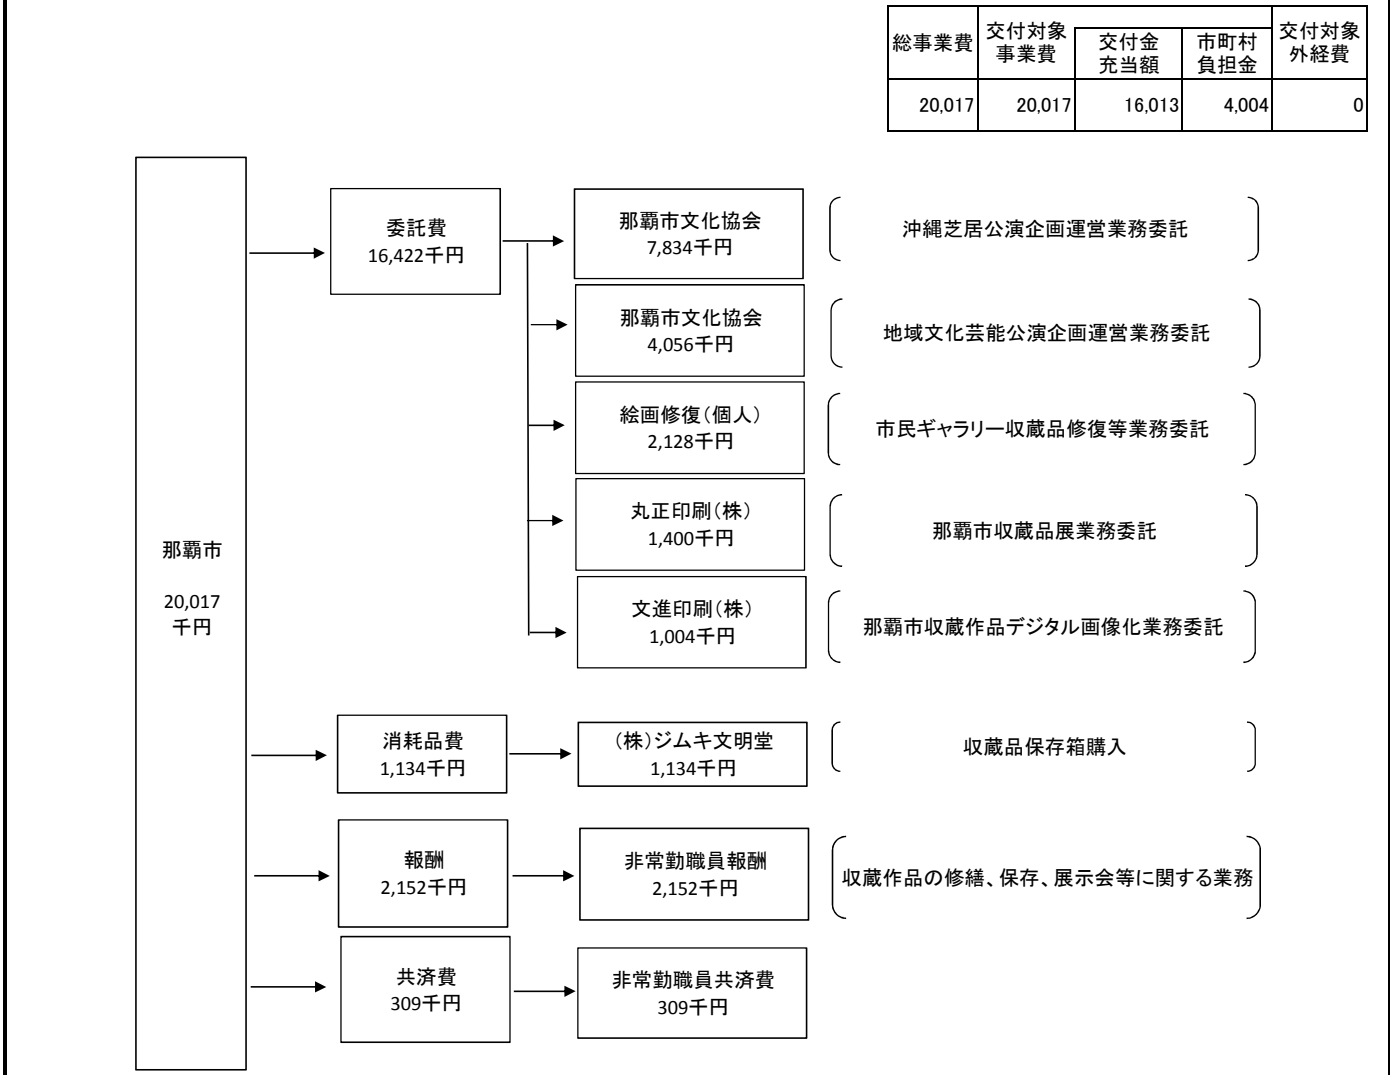 総事業費
交付対象
事業費
交付金
充当額
市町村
負担金
交付対象
外経費
20,017
20,017
16,013
4,004
0
那覇市
20,017
千円
委託費
16,422千円
那覇市文化協会
7,834千円
沖縄芝居公演企画運営業務委託
那覇市文化協会
4,056千円
地域文化芸能公演企画運営業務委託
絵画修復(個人)
2,128千円
市民ギャラリー収蔵品修復等業務委託
丸正印刷(株)
1,400千円
那覇市収蔵品展業務委託
文進印刷(株)
1,004千円
那覇市収蔵作品デジタル画像化業務委託
消耗品費
1,134千円
(株)ジムキ文明堂
1,134千円
収蔵品保存箱購入
報酬
2,152千円
非常勤職員報酬
2,152千円
収蔵作品の修繕、保存、展示会等に関する業務
共済費
309千円
非常勤職員共済費
309千円